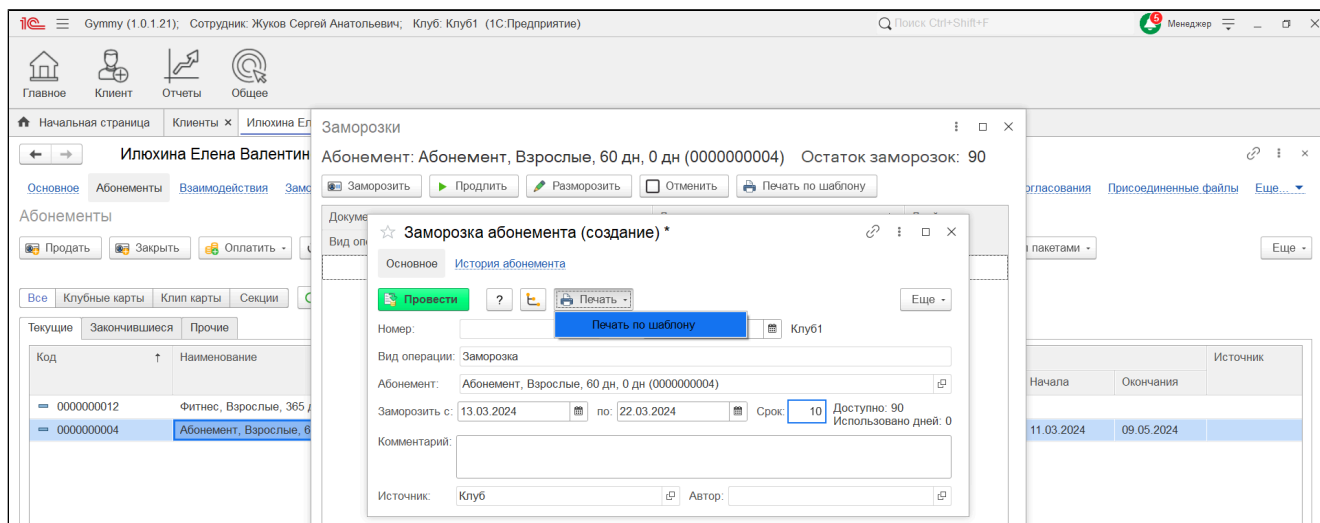 Gymmy (1.0.1.21); Сотрудник: Жуков Сергей Анатольевич; Клуб: Клуб1 (1С:Предприятие) Поиск Ctrl+Shift+F 5 Менеджер
Главное Клиент Отчеты Общее
Начальная страница Клиенты × Илюхина Ел
Илюхина Елена Валентин
Основное Абонементы Взаимодействия Замо
огласования Присоединенные файлы Еще...
Абонементы
Продать Закрыть Оплатить
пакетами Еще
Все Клубные карты Клип карты Секции
Текущие Закончившиеся Прочие
Код ↑ Наименование
Источник
Начала Окончания
0000000012 Фитнес, Взрослые, 365
0000000004 Абонемент, Взрослые, 6
11.03.2024 09.05.2024
Заморозки
Абонемент: Абонемент, Взрослые, 60 дн, 0 дн (0000000004) Остаток заморозок: 90
Заморозить Продлить Разморозить Отменить Печать по шаблону
Докуме
Вид оп
Заморозка абонемента (создание) *
Основное История абонемента
Провести ? Печать Еще
Печать по шаблону
Номер: Клуб1
Вид операции: Заморозка
Абонемент: Абонемент, Взрослые, 60 дн, 0 дн (0000000004)
Заморозить с: 13.03.2024 по: 22.03.2024 Срок: 10 Доступно: 90
Использовано дней: 0
Комментарий:
Источник: Клуб Автор: